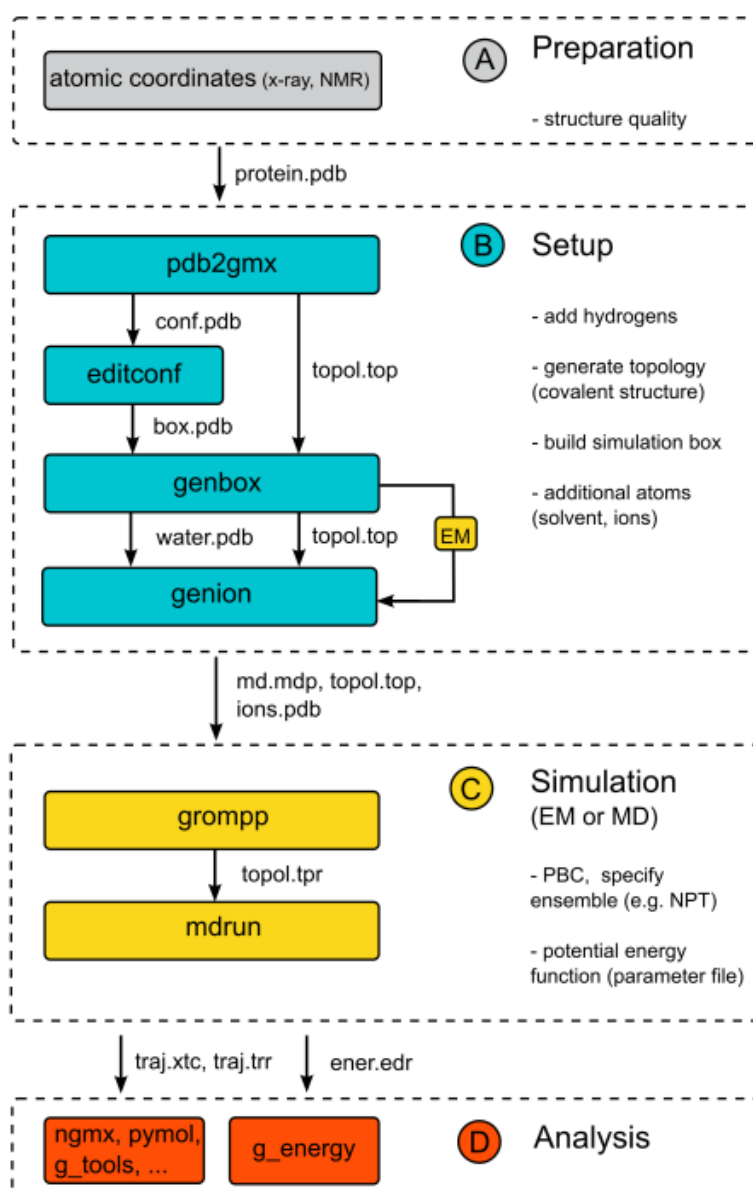 atomic coordinates (x-ray, NMR)
A
Preparation
- structure quality
protein.pdb
pdb2gmx
conf.pdb
topol.top
editconf
box.pdb
genbox
water.pdb
topol.top
EM
genion
B
Setup
- add hydrogens
- generate topology
(covalent structure)
- build simulation box
- additional atoms
(solvent, ions)
md.mdp, topol.top,
ions.pdb
grompp
topol.tpr
mdrun
C
Simulation
(EM or MD)
- PBC, specify
ensemble (e.g. NPT)
- potential energy
function (parameter file)
traj.xtc, traj.trr
ener.edr
ngmx, pymol,
g_tools, ...
g_energy
D
Analysis